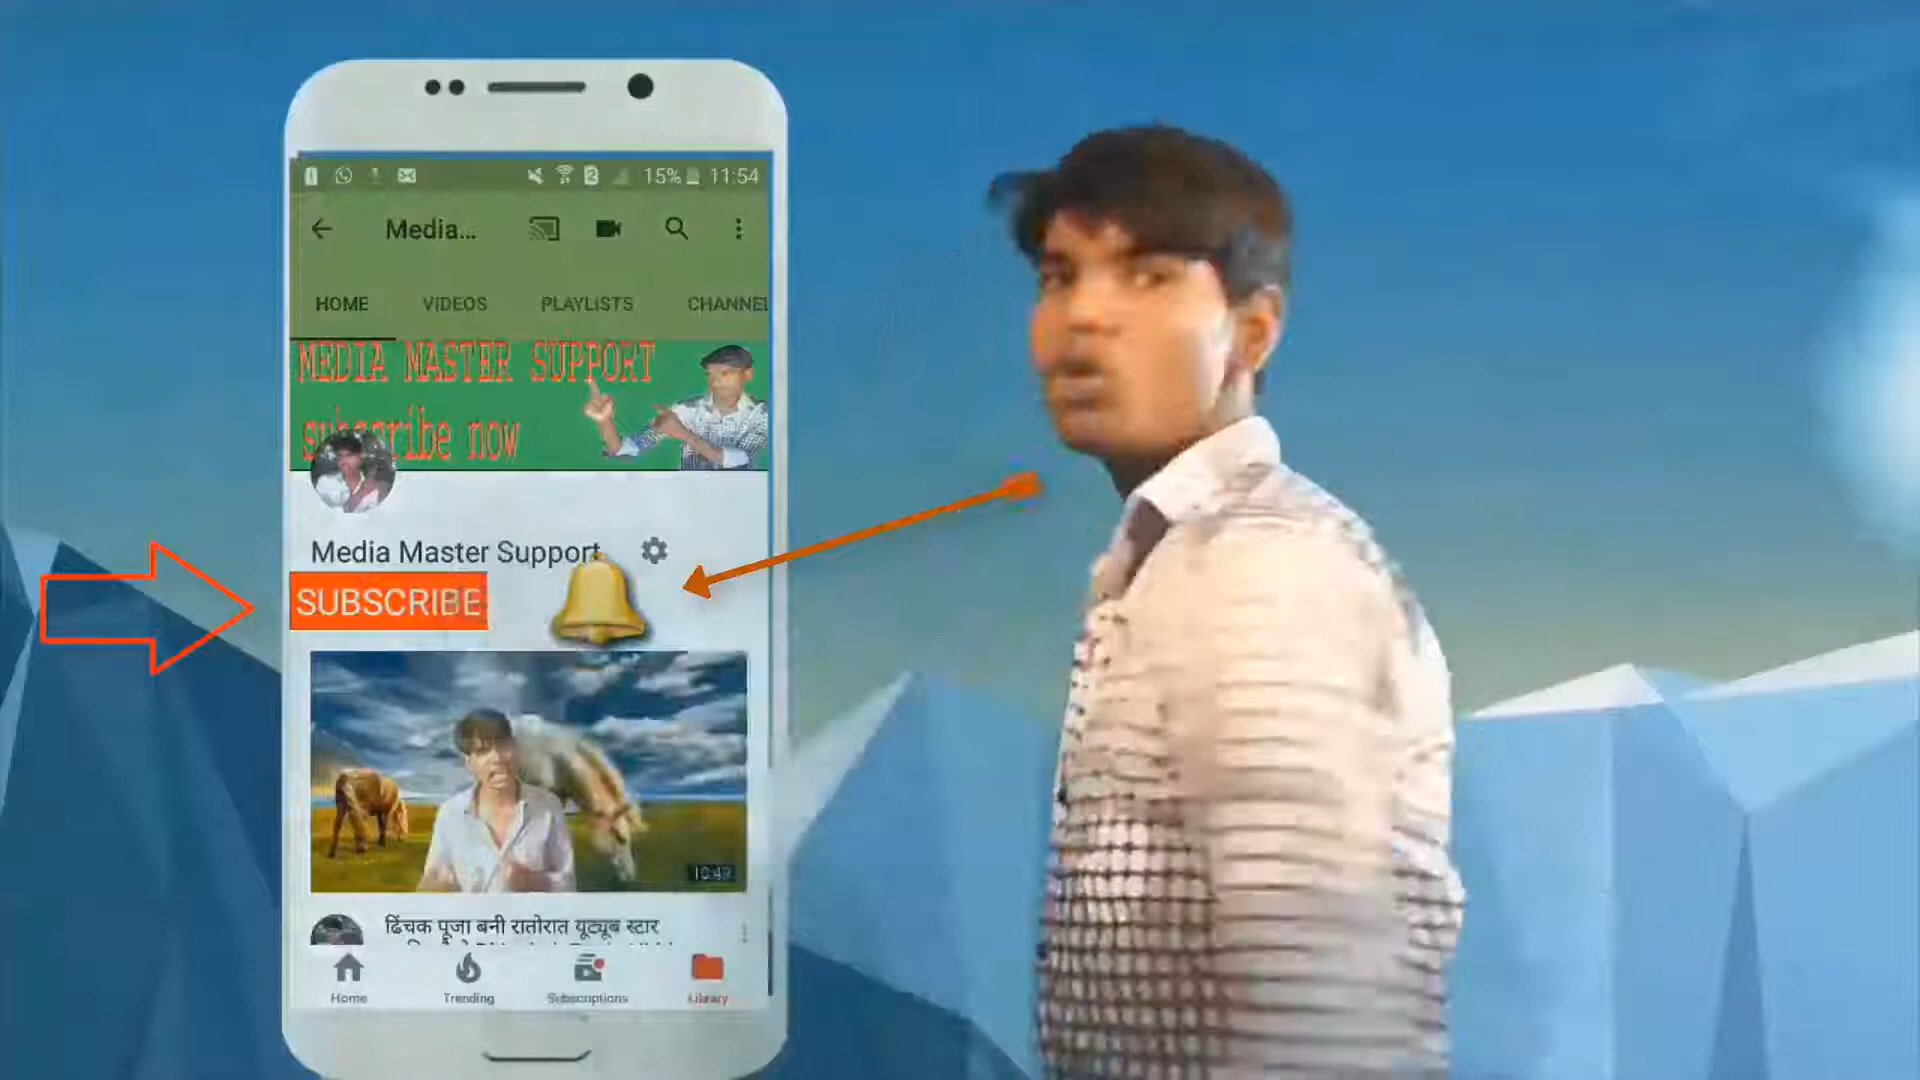 15% 11:54
Media...
HOME VIDEOS PLAYLISTS CHANNEL
MEDIA MASTER SUPPORT
subscribe now
Media Master Support
SUBSCRIBE
10:49
ढिंचक पूजा बनी रातोरात यूट्यूब स्टार
Home Trending Subscriptions Library